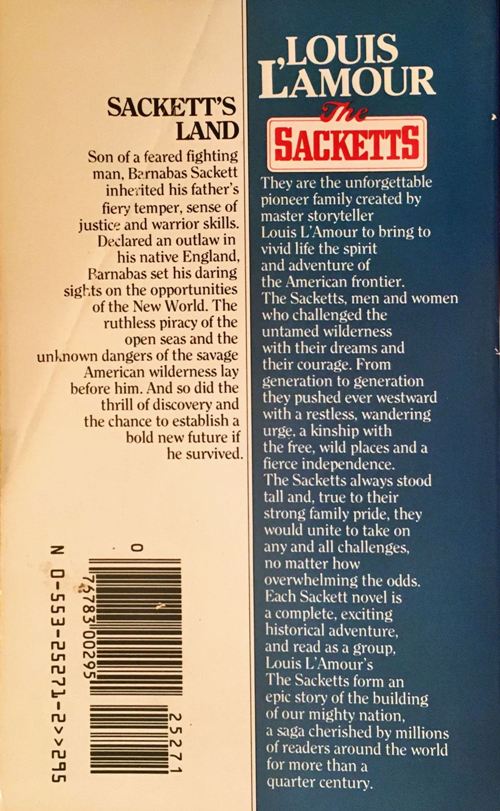 SACKETT'S
LAND
Son of a feared fighting
man, Barnabas Sackett
inherited his father's
fiery temper, sense of
justice and warrior skills.
Declared an outlaw in
his native England,
Barnabas set his daring
sights on the opportunities
of the New World. The
ruthless piracy of the
open seas and the
unknown dangers of the savage
American wilderness lay
before him. And so did the
thrill of discovery and
the chance to establish a
bold new future if
he survived.
LOUIS
L'AMOUR
The
SACKETTS
They are the unforgettable
pioneer family created by
master storyteller
Louis L'Amour to bring to
vivid life the spirit
and adventure of
the American frontier.
The Sacketts, men and women
who challenged the
untamed wilderness
with their dreams and
their courage. From
generation to generation
they pushed ever westward
with a restless, wandering
urge, a kinship with
the free, wild places and a
fierce independence.
The Sacketts always stood
tall and, true to their
strong family pride, they
would unite to take on
any and all challenges,
no matter how
overwhelming the odds.
Each Sackett novel is
a complete, exciting
historical adventure,
and read as a group,
Louis L'Amour's
The Sacketts form an
epic story of the building
of our mighty nation,
a saga cherished by millions
of readers around the world
for more than a
quarter century.
0
76783 00295
25271
N 0-553-25271-2>>295